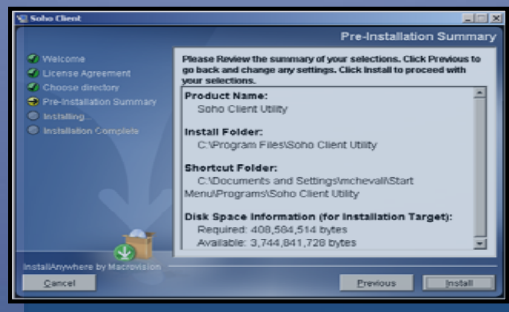 Soho Client
Pre-Installation Summary
Welcome
License Agreement
Choose directory
Pre-Installation Summary
Installing...
Installation Complete
Please Review the summary of your selections. Click Previous to
go back and change any settings. Click Install to proceed with
your selections.
Product Name:
Soho Client Utility
Install Folder:
C:\Program Files\Soho Client Utility
Shortcut Folder:
C:\Documents and Settings\mchevall\Start
Menu\Programs\Soho Client Utility
Disk Space Information (for Installation Target):
Required: 408,584,514 bytes
Available: 3,744,841,728 bytes
InstallAnywhere by Macrovision
Cancel
Previous
Install